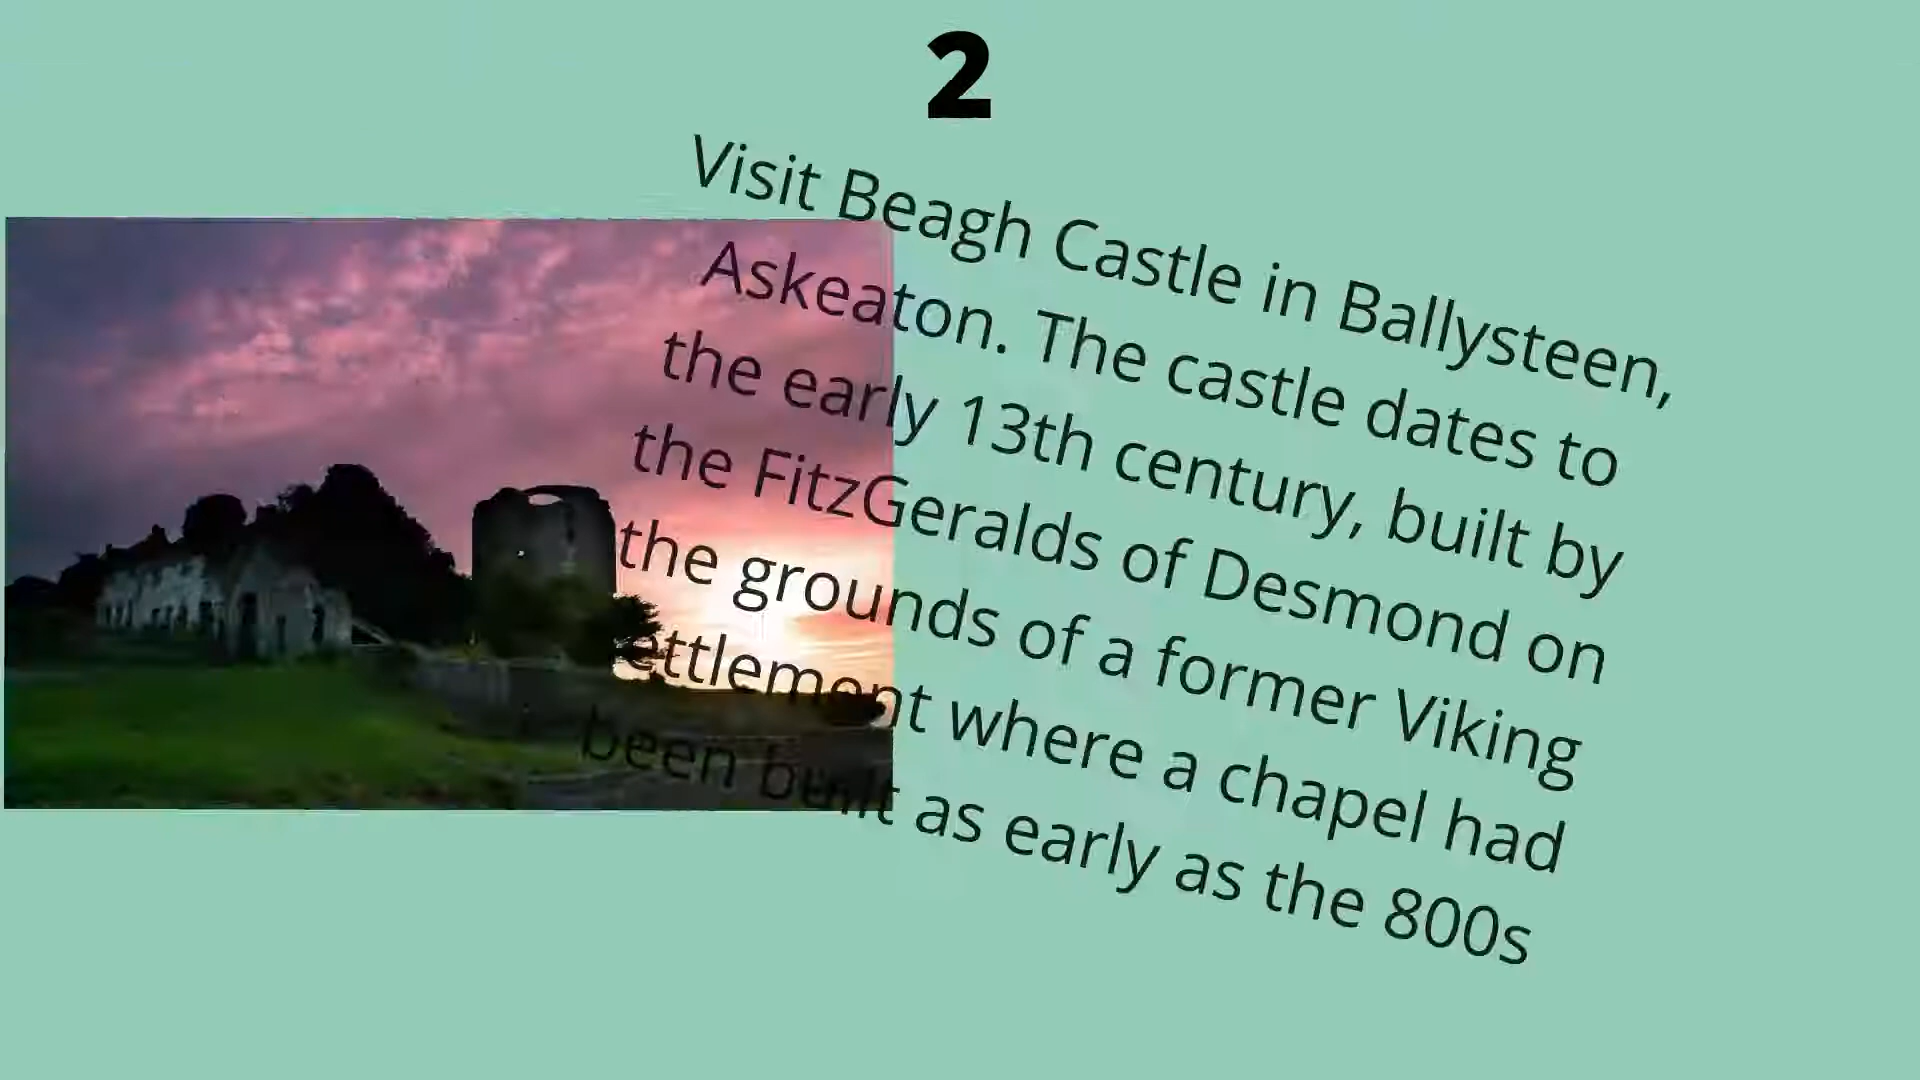 2
Visit Beagh Castle in Ballysteen,
Askeaton. The castle dates to
the early 13th century, built by
the FitzGeralds of Desmond on
the grounds of a former Viking
ettlement where a chapel had
been built as early as the 800s